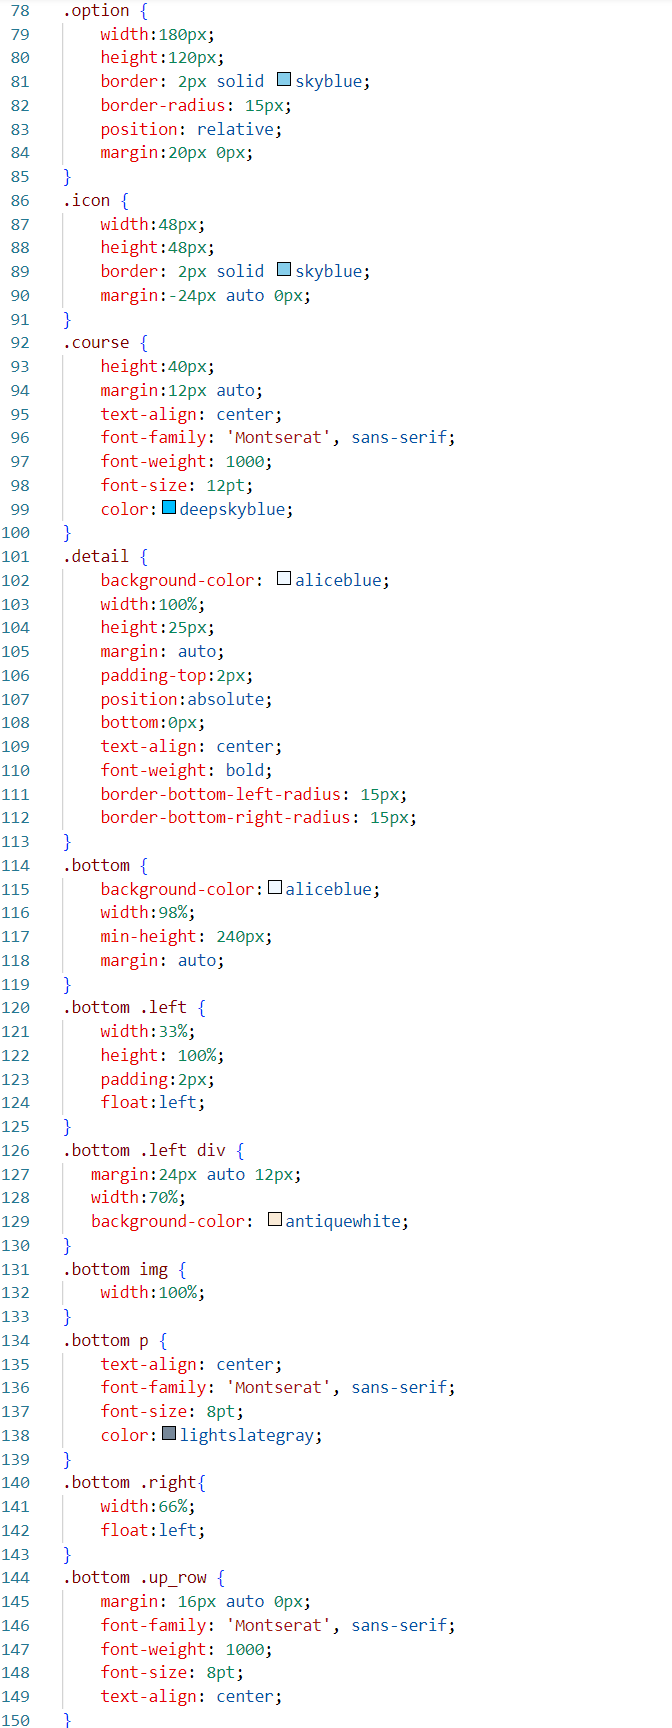 78 .option {
79 width:180px;
80 height:120px;
81 border: 2px solid skyblue;
82 border-radius: 15px;
83 position: relative;
84 margin:20px 0px;
85 }
86 .icon {
87 width:48px;
88 height:48px;
89 border: 2px solid skyblue;
90 margin:-24px auto 0px;
91 }
92 .course {
93 height:40px;
94 margin:12px auto;
95 text-align: center;
96 font-family: 'Montserat', sans-serif;
97 font-weight: 1000;
98 font-size: 12pt;
99 color: deepskyblue;
100 }
101 .detail {
102 background-color: aliceblue;
103 width:100%;
104 height:25px;
105 margin: auto;
106 padding-top:2px;
107 position:absolute;
108 bottom:0px;
109 text-align: center;
110 font-weight: bold;
111 border-bottom-left-radius: 15px;
112 border-bottom-right-radius: 15px;
113 }
114 .bottom {
115 background-color: aliceblue;
116 width:98%;
117 min-height: 240px;
118 margin: auto;
119 }
120 .bottom .left {
121 width:33%;
122 height: 100%;
123 padding:2px;
124 float:left;
125 }
126 .bottom .left div {
127 margin:24px auto 12px;
128 width:70%;
129 background-color: antiquewhite;
130 }
131 .bottom img {
132 width:100%;
133 }
134 .bottom p {
135 text-align: center;
136 font-family: 'Montserat', sans-serif;
137 font-size: 8pt;
138 color: lightslategray;
139 }
140 .bottom .right{
141 width:66%;
142 float:left;
143 }
144 .bottom .up_row {
145 margin: 16px auto 0px;
146 font-family: 'Montserat', sans-serif;
147 font-weight: 1000;
148 font-size: 8pt;
149 text-align: center;
150 }